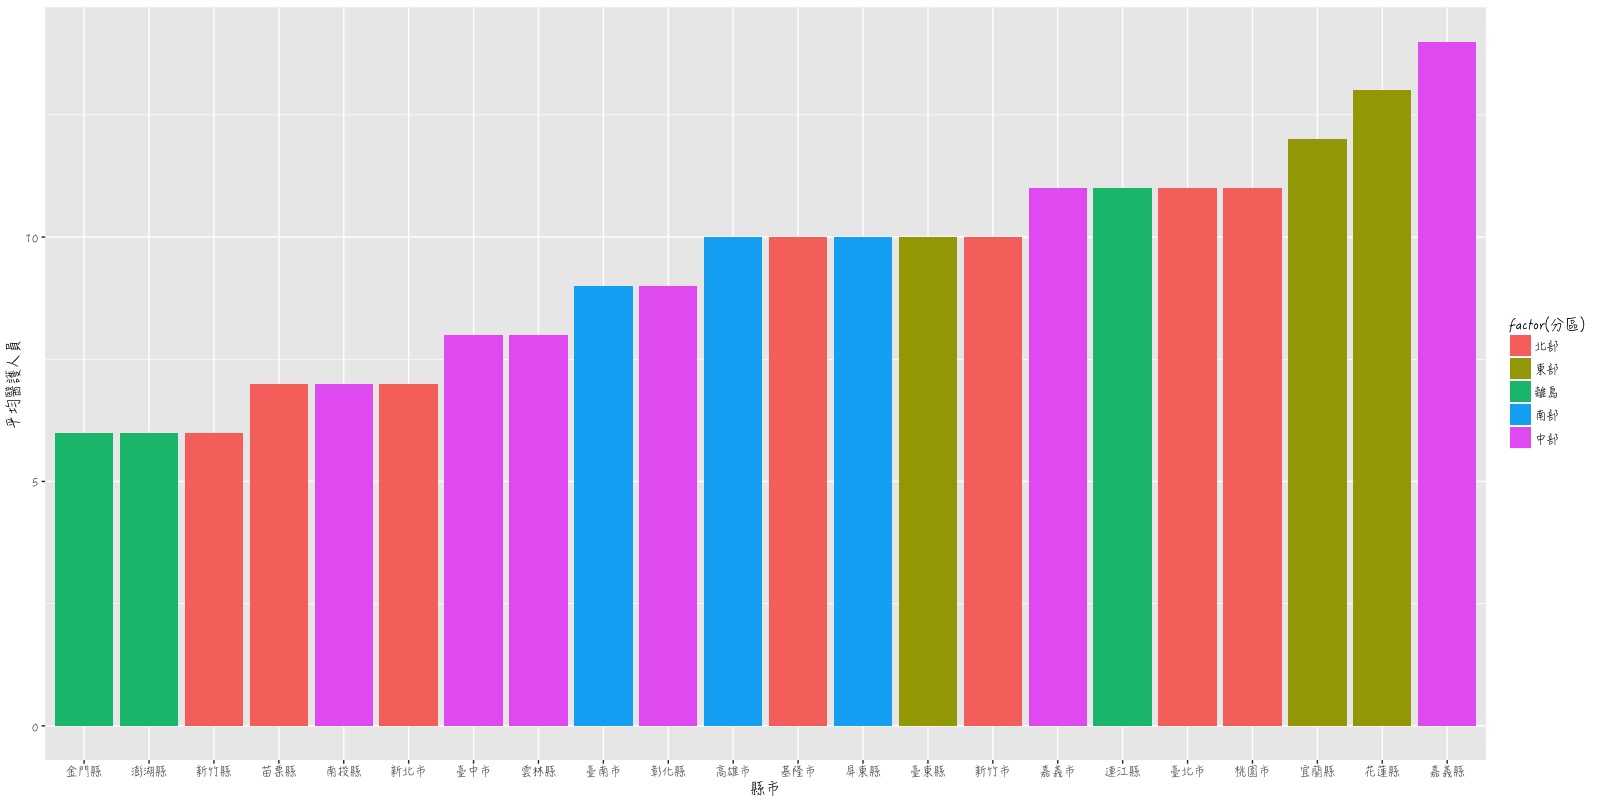 平均醫護人員
10
5
0
金門縣 澎湖縣 新竹縣 苗栗縣 南投縣 新北市 臺中市 雲林縣 臺南市 彰化縣 高雄市 基隆市 屏東縣 臺東縣 新竹市 嘉義市 連江縣 臺北市 桃園市 宜蘭縣 花蓮縣 嘉義縣
縣市
factor(分區)
北部
東部
離島
南部
中部